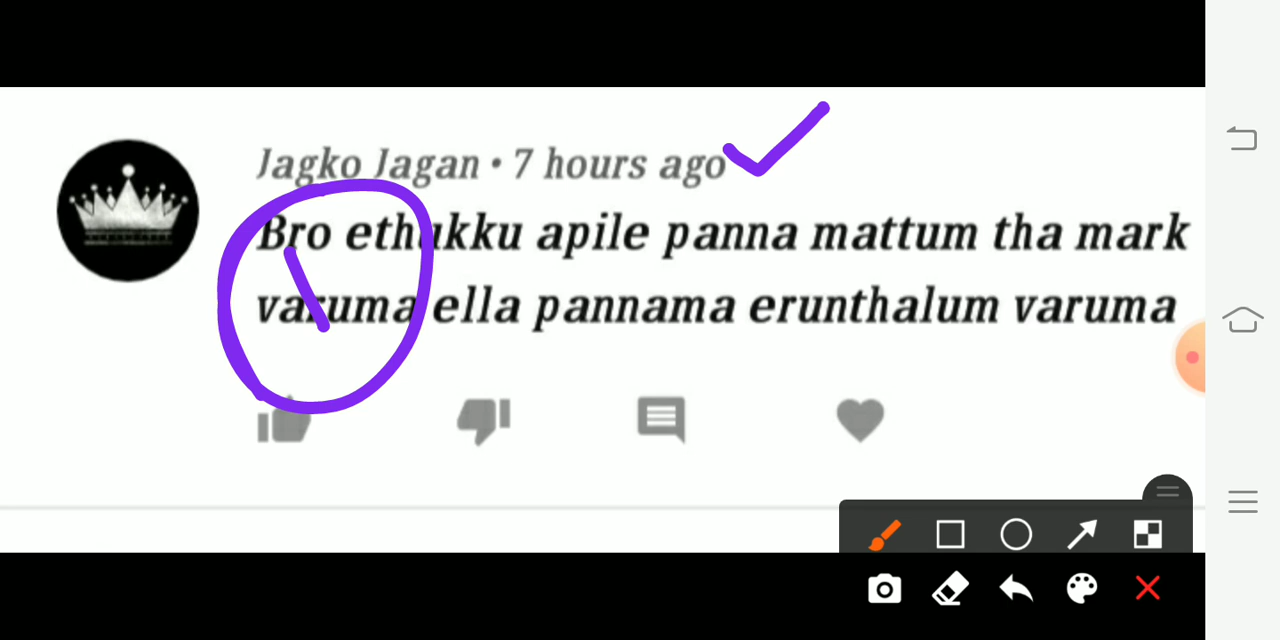 Jagko Jagan • 7 hours ago
Bro ethukku apile panna mattum tha mark
varuma ella pannama erunthalum varuma